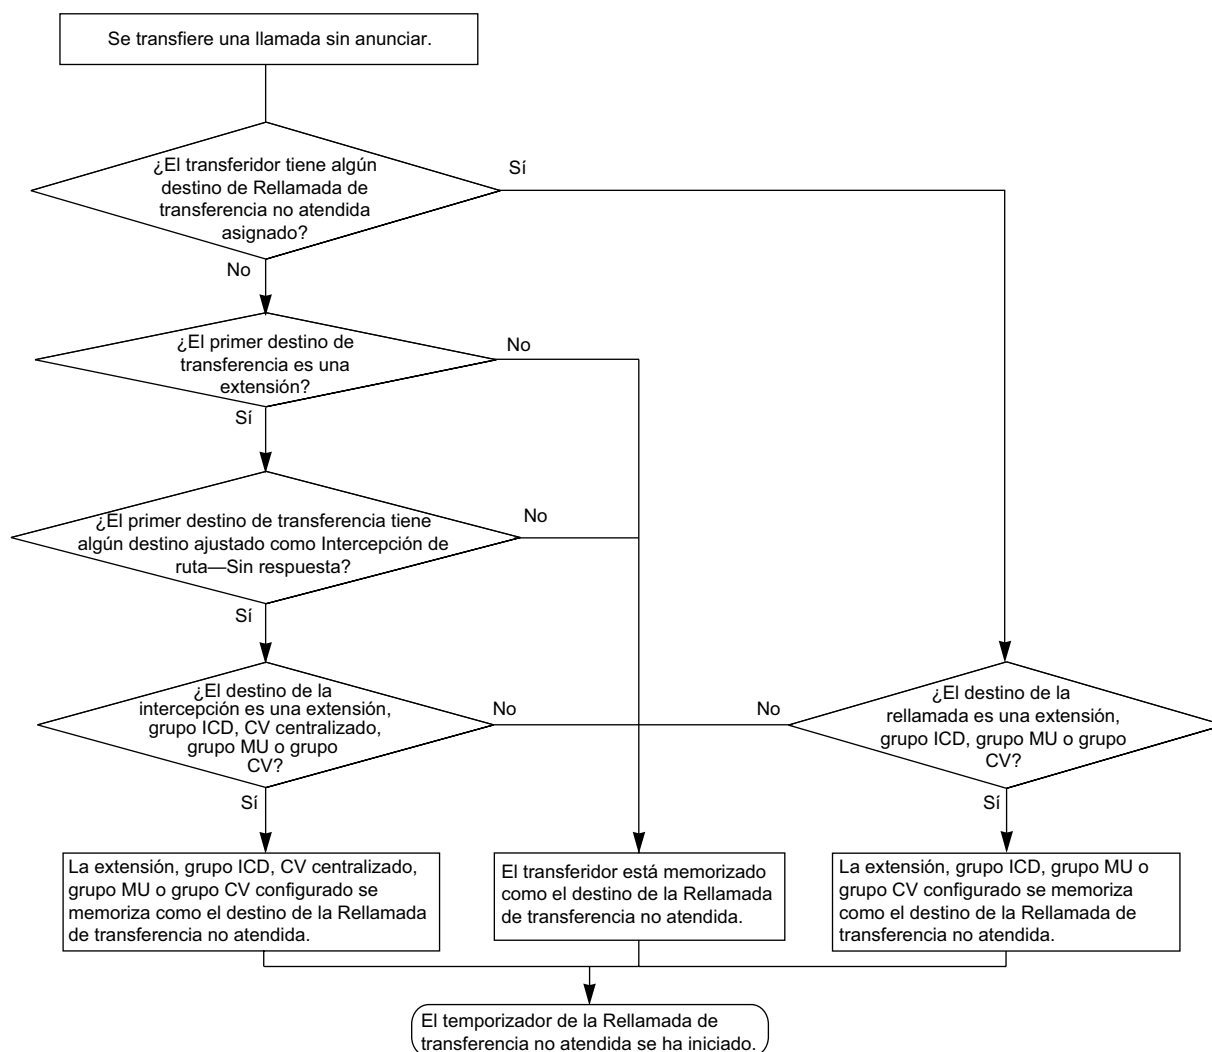 Se transfiere una llamada sin anunciar.
¿El transferidor tiene algún
destino de Rellamada de
transferencia no atendida
asignado?
Sí
No
¿El primer destino de
transferencia es una
extensión?
No
Sí
¿El primer destino de transferencia tiene
algún destino ajustado como Intercepción de
ruta—Sin respuesta?
No
Sí
¿El destino de la
intercepción es una extensión,
grupo ICD, CV centralizado,
grupo MU o grupo
CV?
No
Sí
No
¿El destino de la
rellamada es una extensión,
grupo ICD, grupo MU o grupo
CV?
Sí
La extensión, grupo ICD, CV centralizado,
grupo MU o grupo CV configurado se
memoriza como el destino de la Rellamada
de transferencia no atendida.
El transferidor está memorizado
como el destino de la Rellamada
de transferencia no atendida.
La extensión, grupo ICD, grupo MU o
grupo CV configurado se memoriza
como el destino de la Rellamada de
transferencia no atendida.
El temporizador de la Rellamada de
transferencia no atendida se ha iniciado.